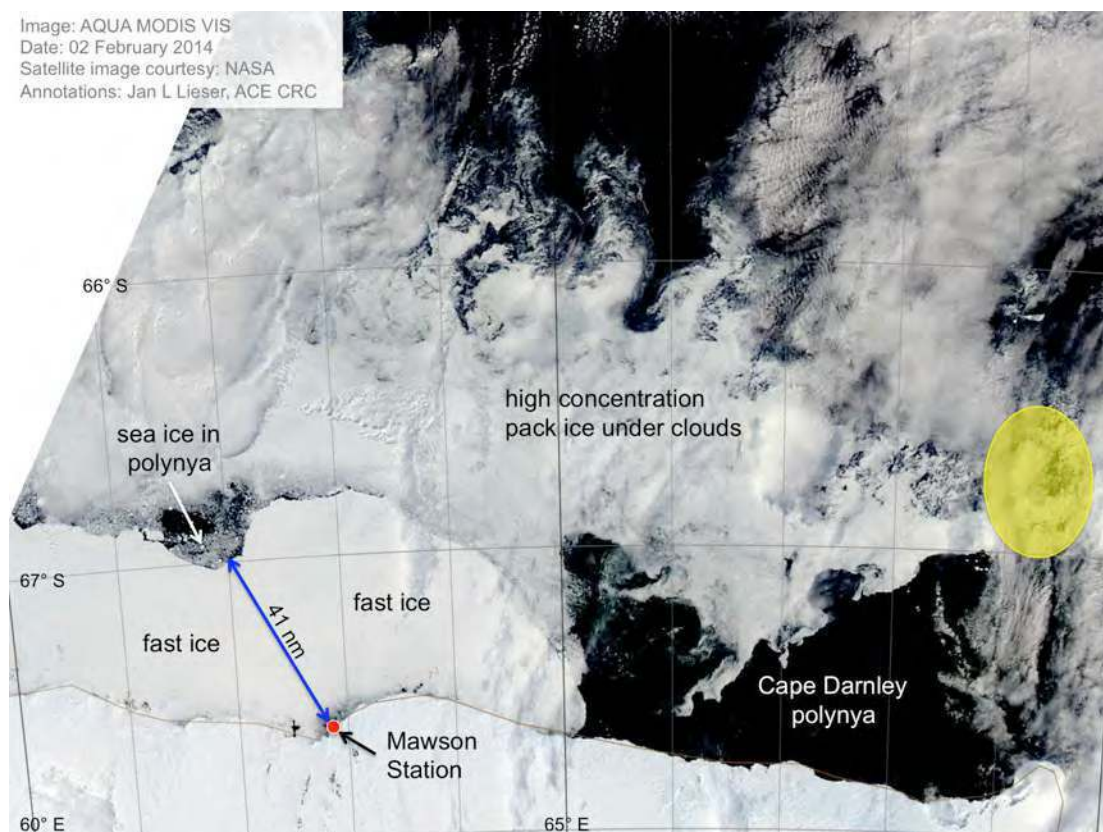 Image: AQUA MODIS VIS
Date: 02 February 2014
Satellite image courtesy: NASA
Annotations: Jan L Lieser, ACE CRC
66° S
high concentration
pack ice under clouds
sea ice in
polynya
67° S
fast ice
fast ice
41 nm
Cape Darnley
polynya
Mawson
Station
60° E
65° E